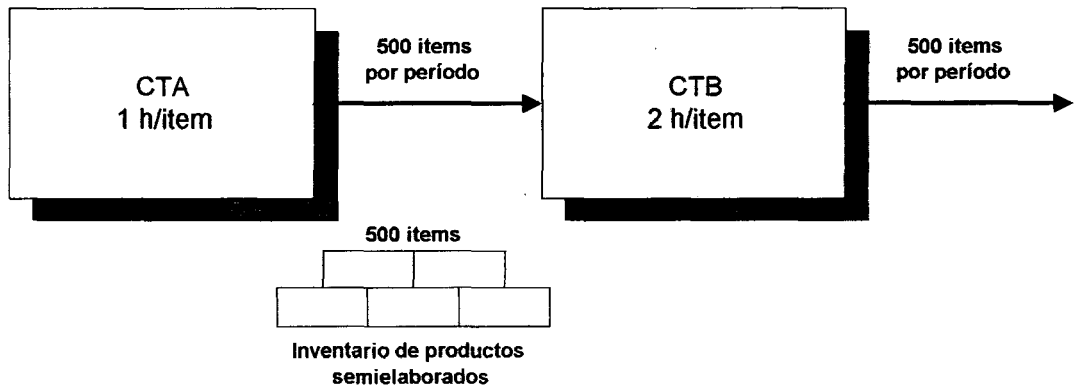 CTA
1 h/item
500 items
por período
CTB
2 h/item
500 items
por período
500 items
Inventario de productos
semielaborados